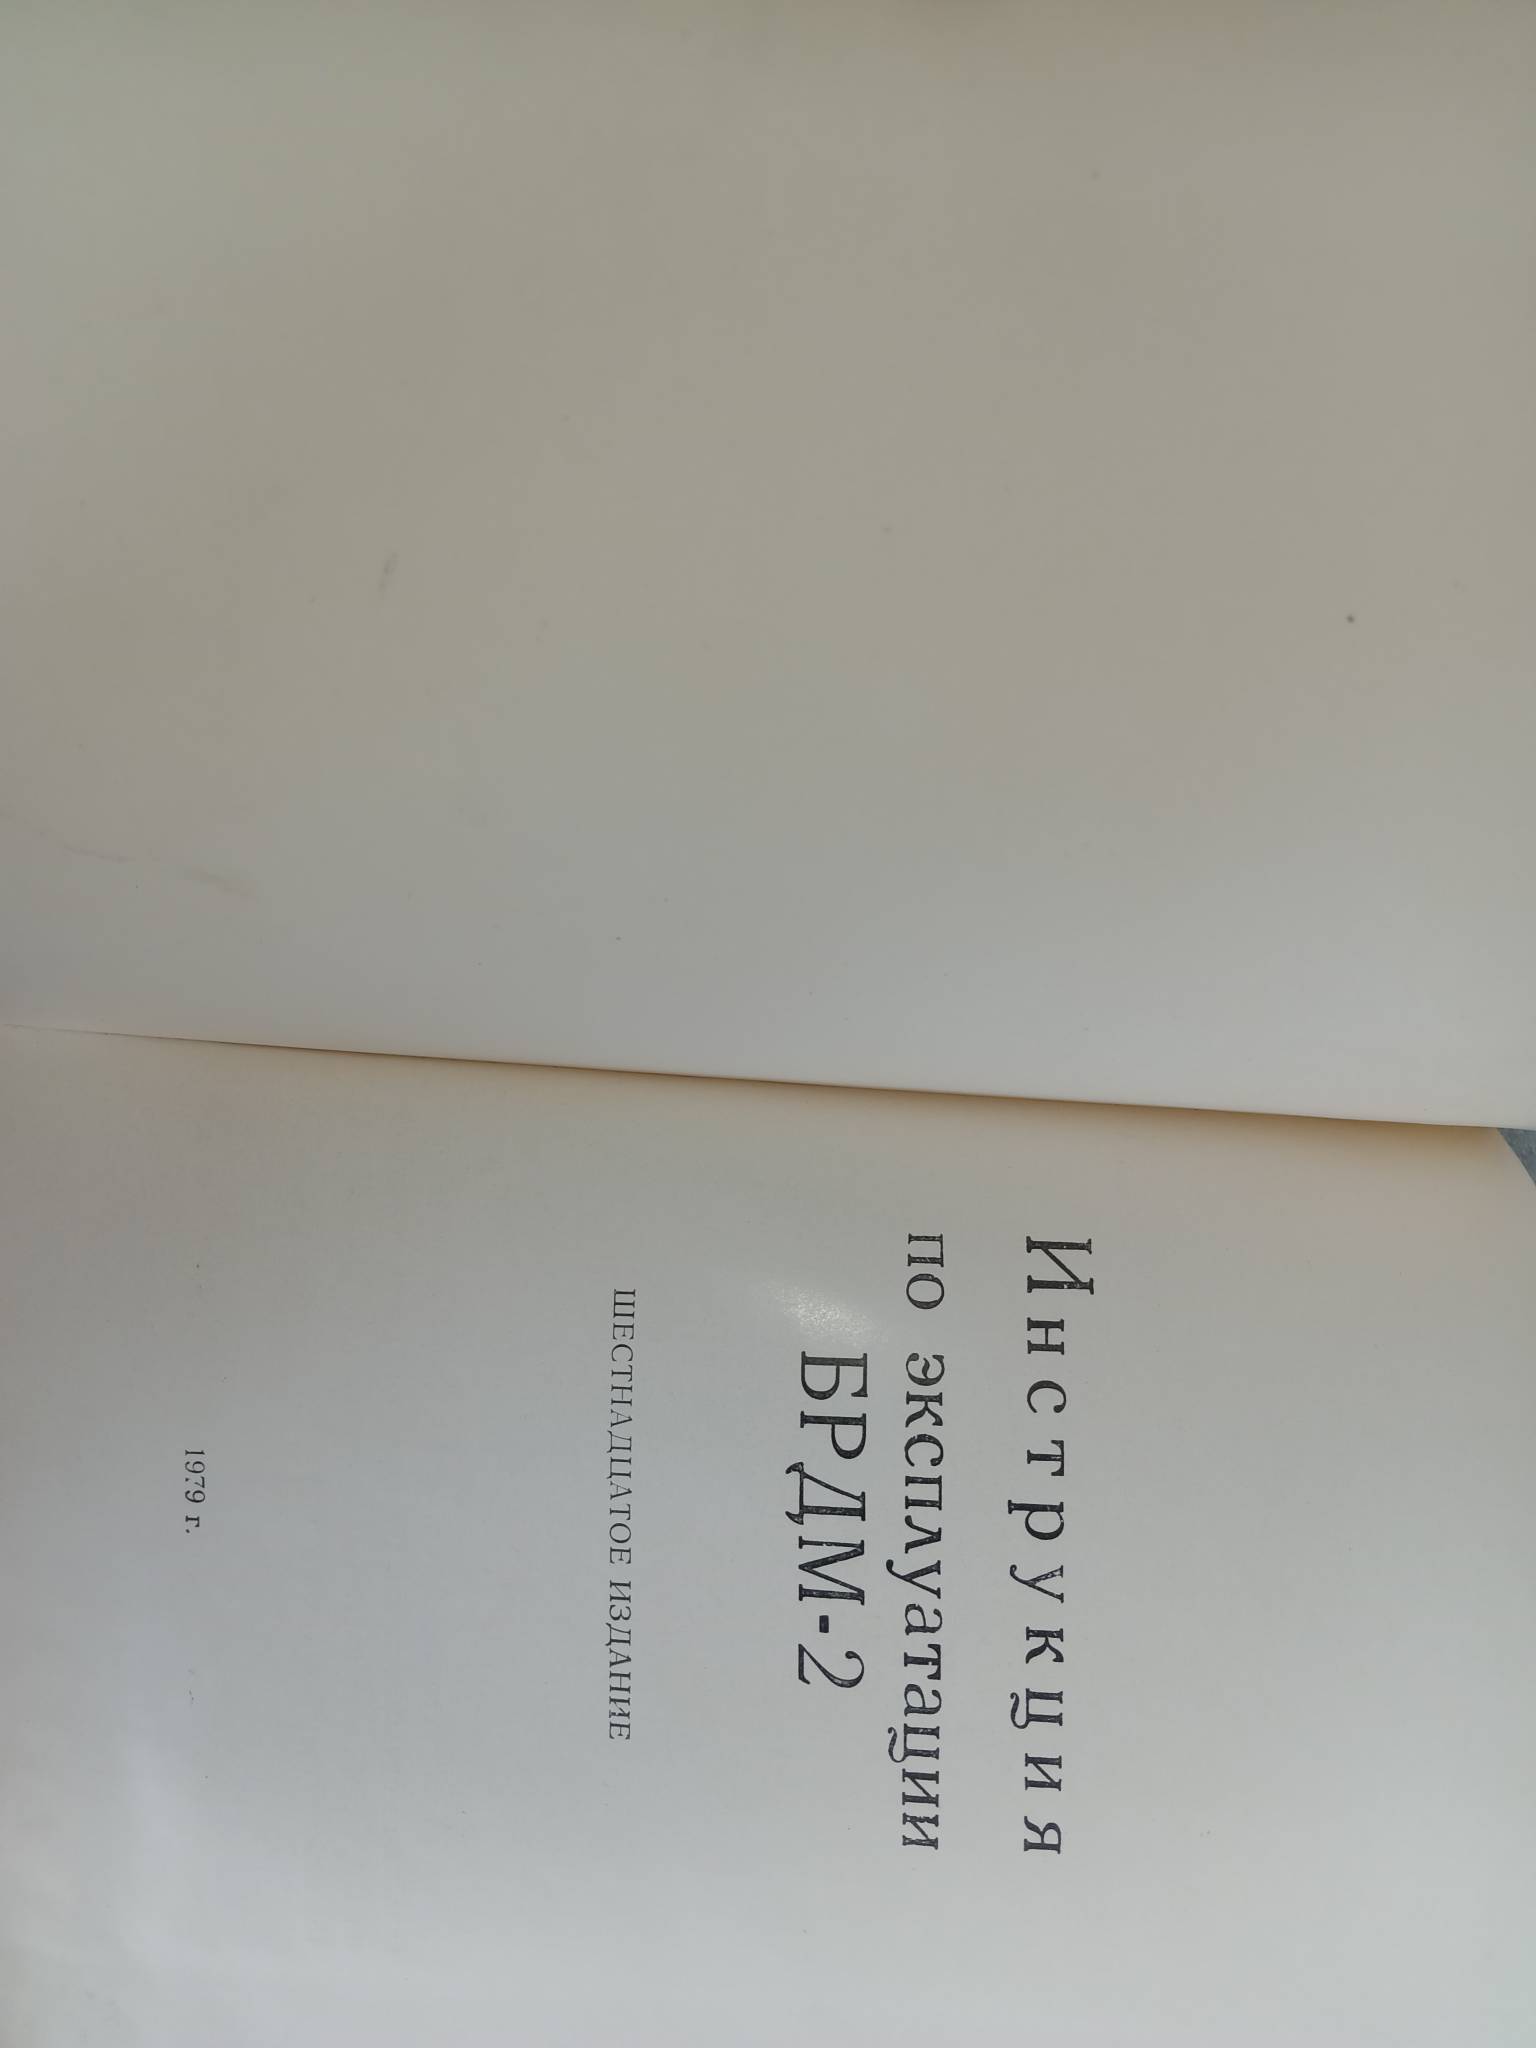 Инструкция
по эксплуатации
БРДМ-2
ШЕСТНАДЦАТОЕ ИЗДАНИЕ
1979 г.